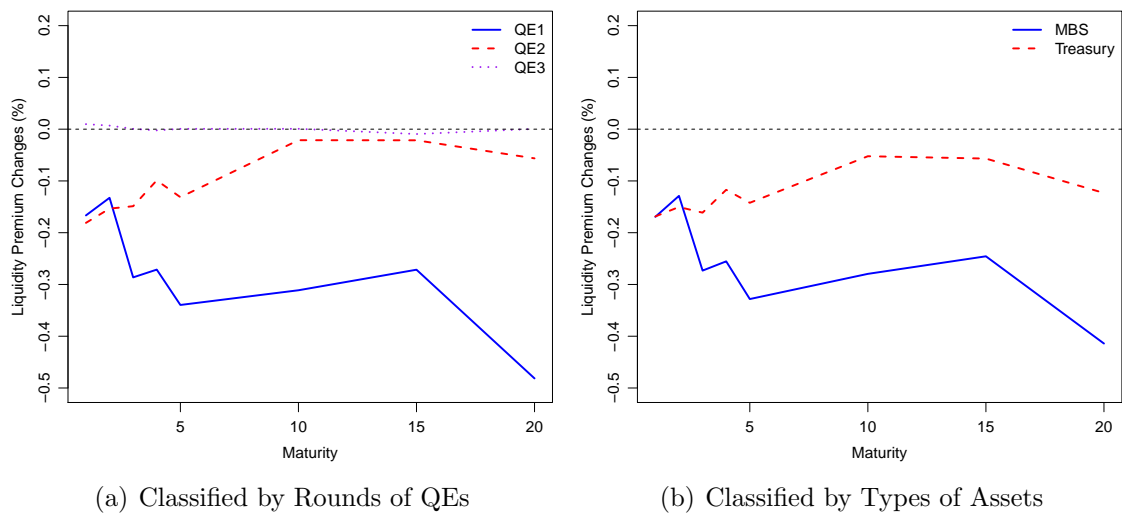 QE1
QE2
QE3
0.2
0.1
0.0
−0.1
−0.2
−0.3
−0.4
−0.5
Liquidity Premium Changes (%)
5
10
15
20
Maturity
(a) Classified by Rounds of QEs
MBS
Treasury
0.2
0.1
0.0
−0.1
−0.2
−0.3
−0.4
−0.5
Liquidity Premium Changes (%)
5
10
15
20
Maturity
(b) Classified by Types of Assets